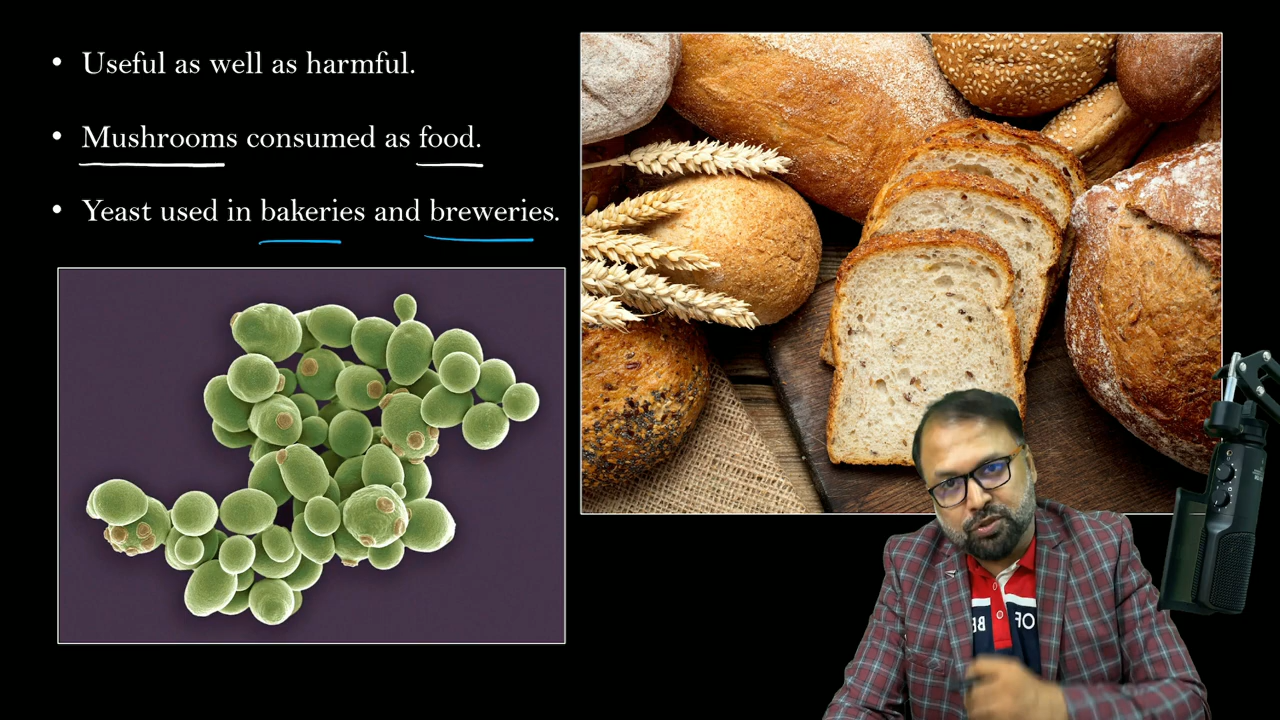 • Useful as well as harmful.
• Mushrooms consumed as food.
• Yeast used in bakeries and breweries.